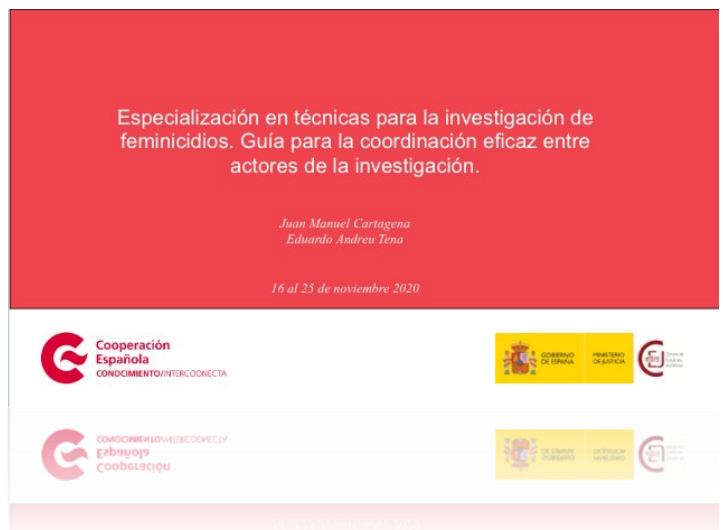 Especialización en técnicas para la investigación de
feminicidios. Guía para la coordinación eficaz entre
actores de la investigación.
Juan Manuel Cartagena
Eduardo Andreu Tena
16 al 25 de noviembre 2020
Cooperación
Española
CONOCIMIENTO/INTERCOONECTA
GOBIERNO
DE ESPAÑA
MINISTERIO
DE JUSTICIA